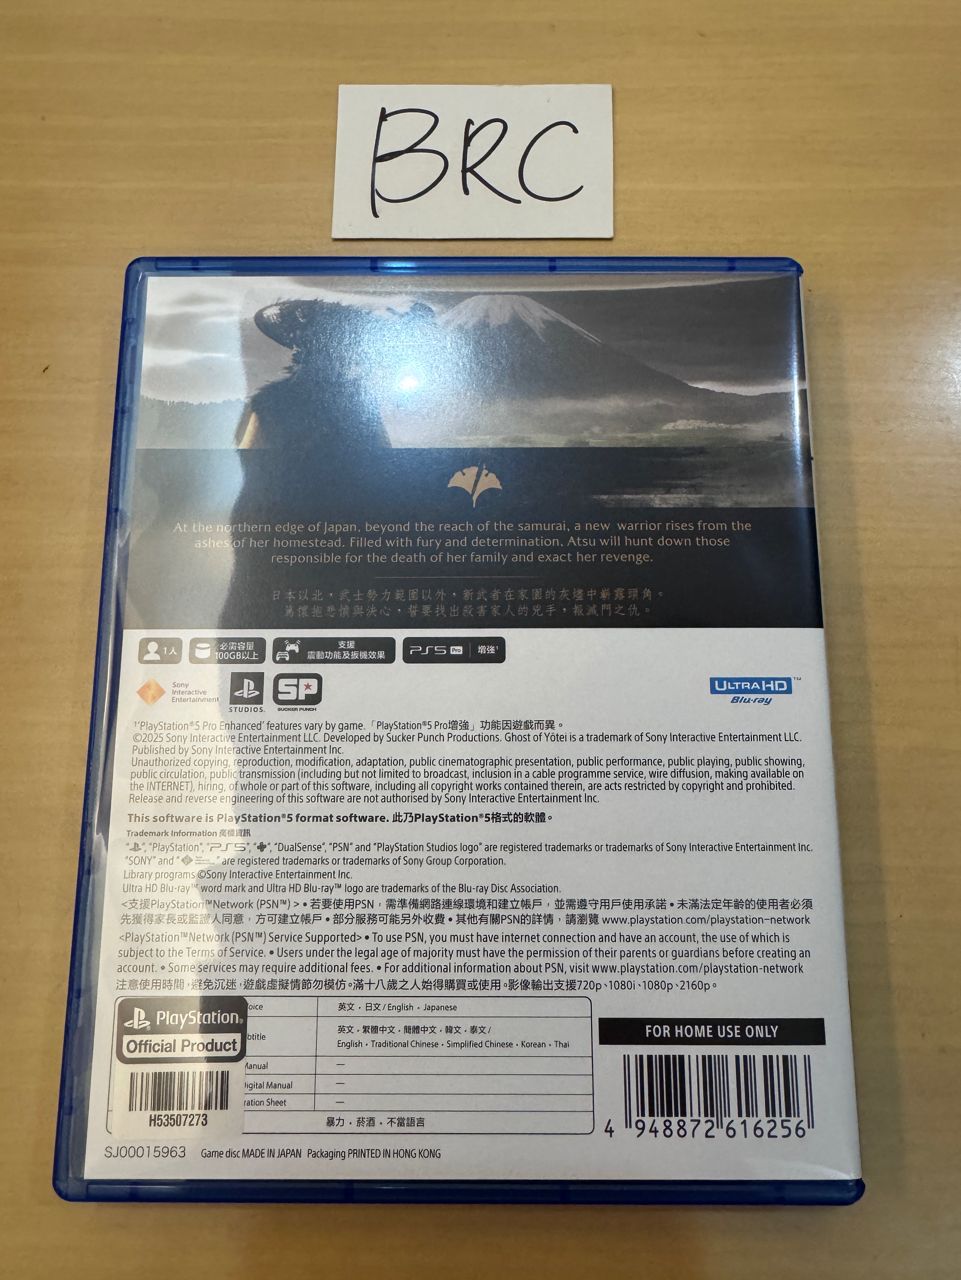 BRC
At the northern edge of Japan, beyond the reach of the samurai, a new warrior rises from the
ashes of her homestead. Filled with fury and determination, Atsu will hunt down those
responsible for the death of her family and exact her revenge.
日本以北，武士勢力範圍以外，新武者在家園的灰燼中嶄露頭角。
篤懷抱悲憤與決心，誓要找出殺害家人的兇手，報滅門之仇。
1人
必需容量
100GB以上
支援
震動功能及扳機效果
PS5 Pro 增強¹
Sony
Interactive
Entertainment
STUDIOS
SP
SUCKER PUNCH
ULTRA HD™
Blu-ray
¹'PlayStation®5 Pro Enhanced' features vary by game.「PlayStation®5 Pro增強」功能因遊戲而異。
©2025 Sony Interactive Entertainment LLC. Developed by Sucker Punch Productions. Ghost of Yōtei is a trademark of Sony Interactive Entertainment LLC.
Published by Sony Interactive Entertainment Inc.
Unauthorized copying, reproduction, modification, adaptation, public cinematographic presentation, public performance, public playing, public showing,
public circulation, public transmission (including but not limited to broadcast, inclusion in a cable programme service, wire diffusion, making available on
the INTERNET), hiring, of whole or part of this software, including all copyright works contained therein, are acts restricted by copyright and prohibited.
Release and reverse engineering of this software are not authorised by Sony Interactive Entertainment Inc.
This software is PlayStation®5 format software. 此乃PlayStation®5格式的軟體。
Trademark Information 商標資訊
" ", "PlayStation", "PS5", " ", "DualSense", "PSN" and "PlayStation Studios logo" are registered trademarks or trademarks of Sony Interactive Entertainment Inc.
"SONY" and " " are registered trademarks or trademarks of Sony Group Corporation.
Library programs ©Sony Interactive Entertainment Inc.
Ultra HD Blu-ray™ word mark and Ultra HD Blu-ray™ logo are trademarks of the Blu-ray Disc Association.
<支援PlayStation™Network (PSN™) > • 若要使用PSN，需準備網路連線環境和建立帳戶，並需遵守用戶使用承諾 • 未滿法定年齡的使用者必須
先獲得家長或監護人同意，方可建立帳戶 • 部分服務可能另外收費 • 其他有關PSN的詳情，請瀏覽 www.playstation.com/playstation-network
<PlayStation™Network (PSN™) Service Supported> • To use PSN, you must have internet connection and have an account, the use of which is
subject to the Terms of Service. • Users under the legal age of majority must have the permission of their parents or guardians before creating an
account. • Some services may require additional fees. • For additional information about PSN, visit www.playstation.com/playstation-network
注意使用時間，避免沉迷，遊戲虛擬情節勿模仿。滿十八歲之人始得購買或使用。影像輸出支援720p、1080i、1080p、2160p。
oice 英文・日文 / English・Japanese
btitle 英文・繁體中文・簡體中文・韓文・泰文 /
English・Traditional Chinese・Simplified Chinese・Korean・Thai
Manual —
igital Manual —
ration Sheet —
暴力・菸酒・不當語言
PlayStation®
Official Product
H53507273
FOR HOME USE ONLY
4 948872 616256
SJ00015963 Game disc MADE IN JAPAN Packaging PRINTED IN HONG KONG